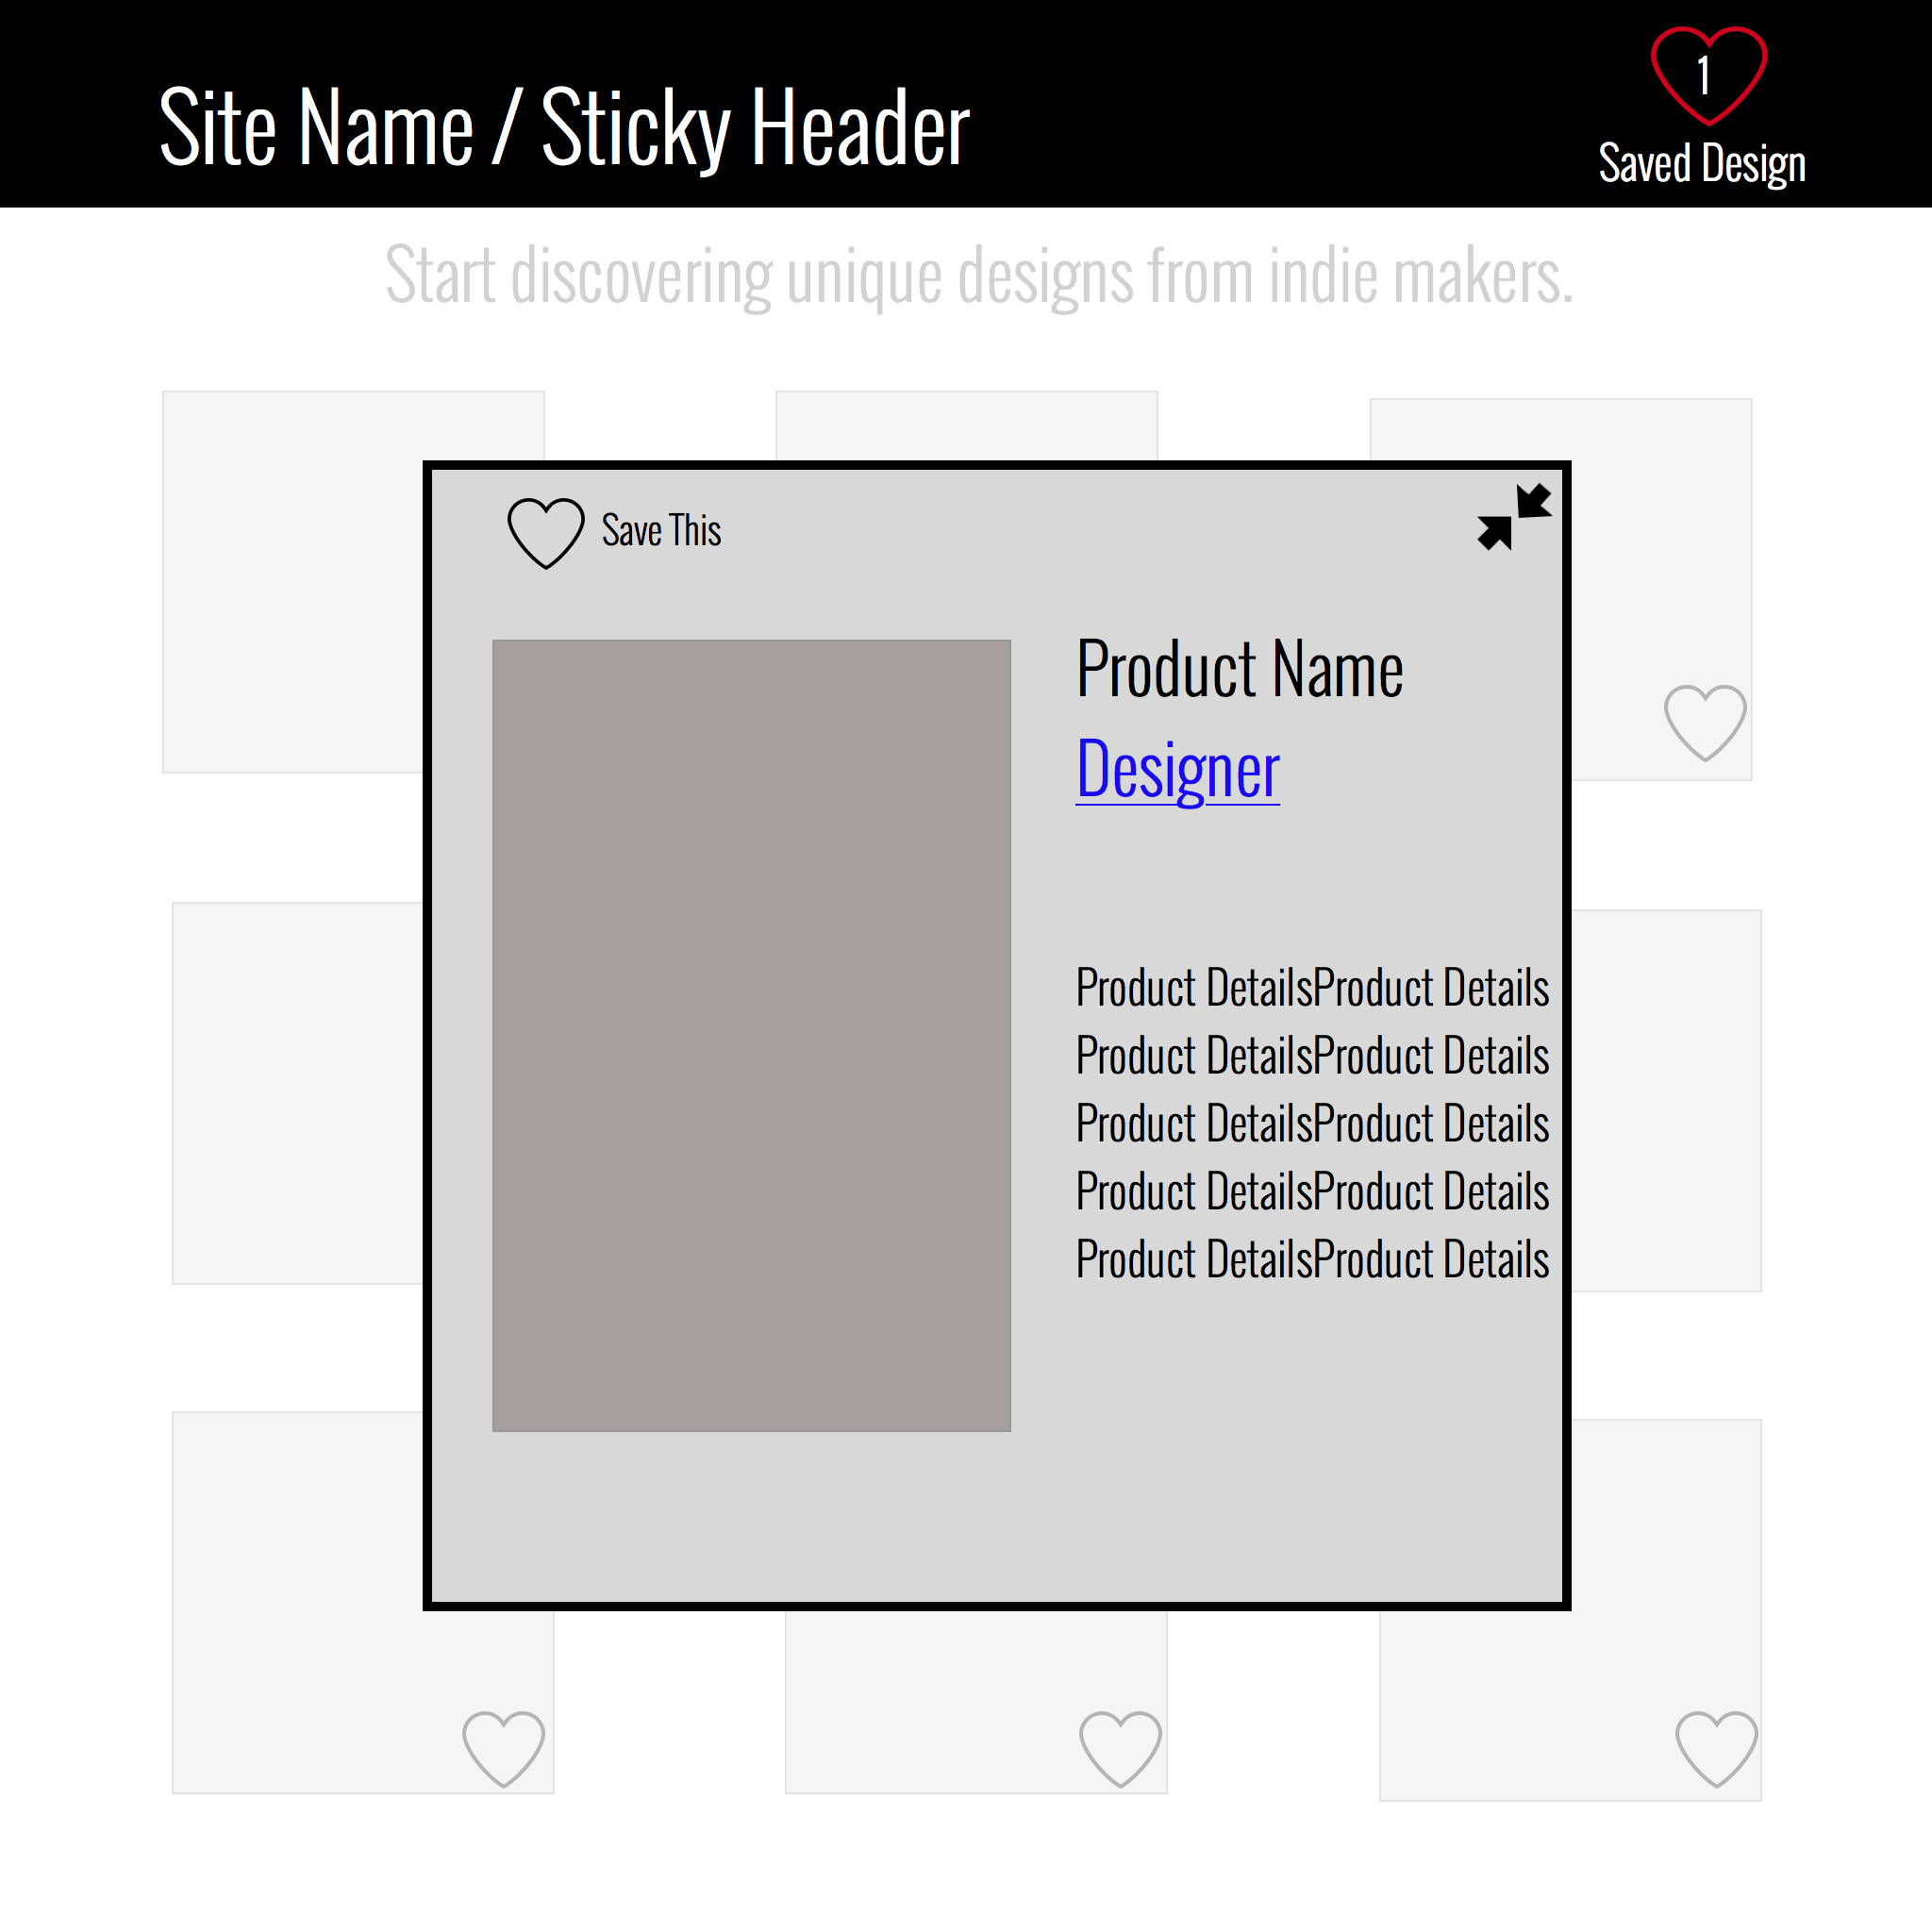 Site Name / Sticky Header
1
Saved Design
Start discovering unique designs from indie makers.
Save This
Product Name
Designer
Product DetailsProduct Details
Product DetailsProduct Details
Product DetailsProduct Details
Product DetailsProduct Details
Product DetailsProduct Details